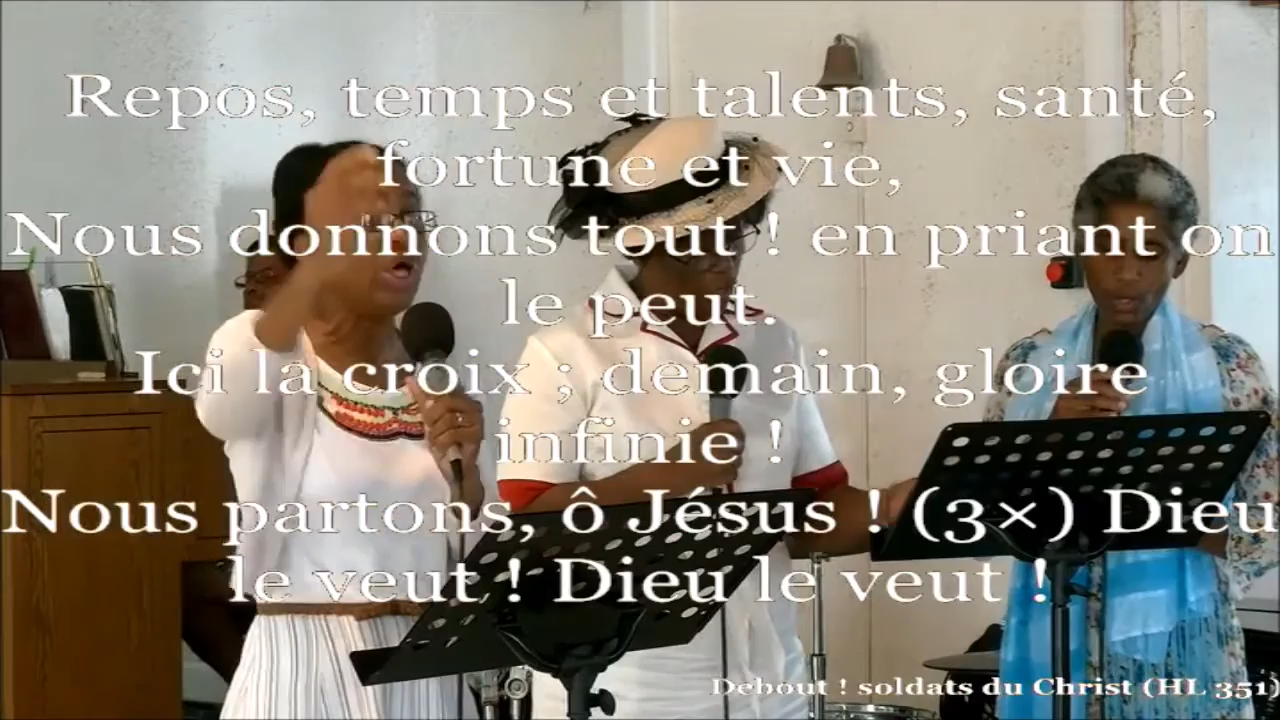 Repos, temps et talents, santé,
fortune et vie,
Nous donnons tout ! en priant on
le peut.
Ici la croix ; demain, gloire
infinie !
Nous partons, ô Jésus ! (3×) Dieu
le veut ! Dieu le veut !
Debout ! soldats du Christ (HL 351)